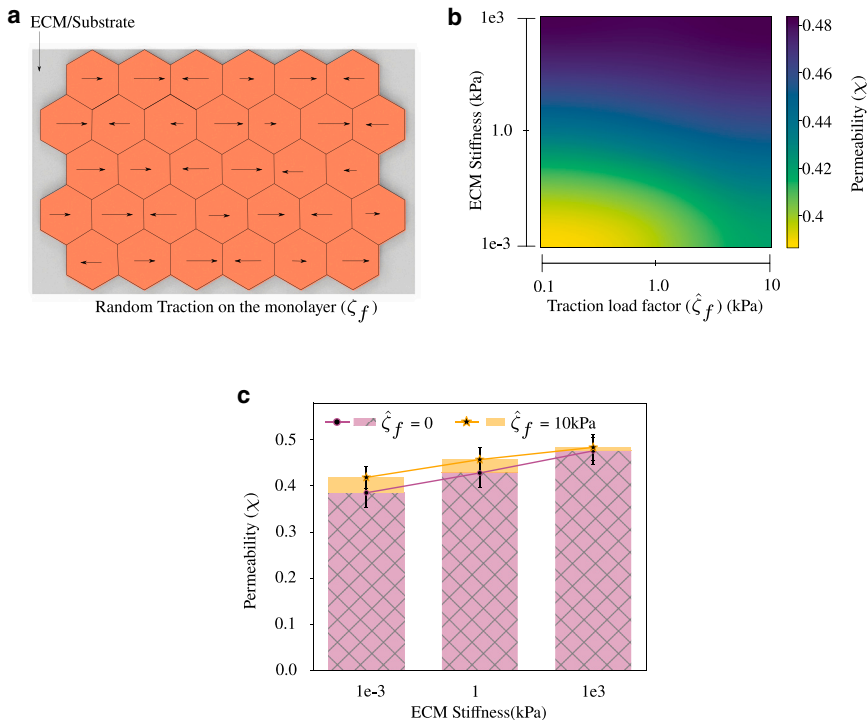 a
ECM/Substrate
Random Traction on the monolayer (ζ_f)
b
1e3
1.0
1e-3
ECM Stiffness (kPa)
0.1 1.0 10
Traction load factor (ζ̂_f) (kPa)
0.48
0.46
0.44
0.42
0.4
Permeability (χ)
c
ζ̂_f = 0 ζ̂_f = 10kPa
0.5
0.4
0.3
0.2
0.1
0.0
Permeability (χ)
1e-3 1 1e3
ECM Stiffness(kPa)